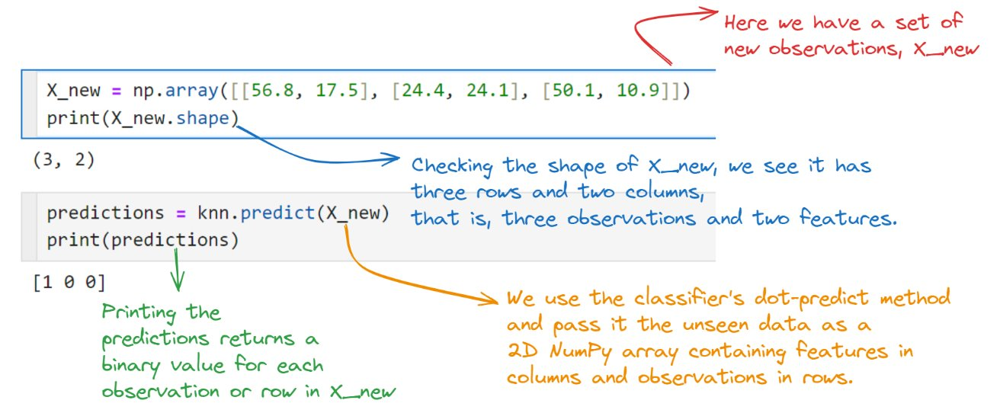 Here we have a set of
new observations, X_new
X_new = np.array([[56.8, 17.5], [24.4, 24.1], [50.1, 10.9]])
print(X_new.shape)
(3, 2)
Checking the shape of X_new, we see it has
three rows and two columns,
that is, three observations and two features.
predictions = knn.predict(X_new)
print(predictions)
[1 0 0]
We use the classifier's dot-predict method
and pass it the unseen data as a
2D NumPy array containing features in
columns and observations in rows.
Printing the
predictions returns a
binary value for each
observation or row in X_new